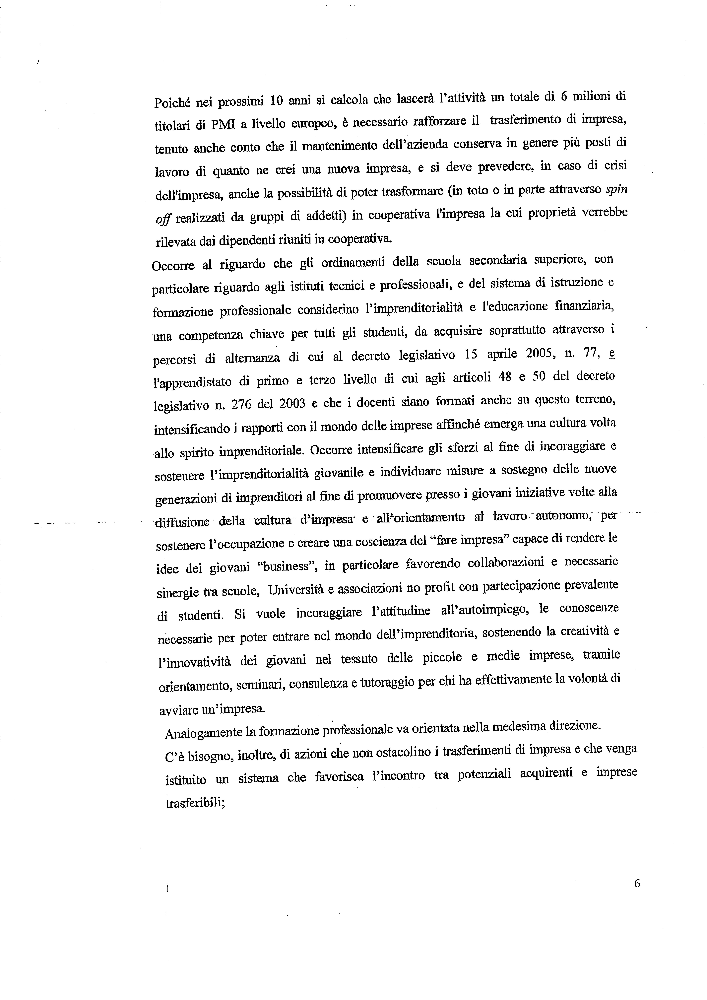 Poiché nei prossimi 10 anni si calcola che lascerà l’attività un totale di 6 milioni di
titolari di PMI a livello europeo, è necessario rafforzare il trasferimento di impresa,
tenuto anche conto che il mantenimento dell’azienda conserva in genere più posti di
lavoro di quanto ne crei una nuova impresa, e si deve prevedere, in caso di crisi
dell'impresa, anche la possibilità di poter trasformare (in toto o in parte attraverso spin
off realizzati da gruppi di addetti) in cooperativa l'impresa la cui proprietà verrebbe
rilevata dai dipendenti riuniti in cooperativa.
Occorre al riguardo che gli ordinamenti della scuola secondaria superiore, con
particolare riguardo agli istituti tecnici e professionali, e del sistema di istruzione e
formazione professionale considerino l’imprenditorialità e l'educazione finanziaria,
una competenza chiave per tutti gli studenti, da acquisire soprattutto attraverso i
percorsi di alternanza di cui al decreto legislativo 15 aprile 2005, n. 77, e
l'apprendistato di primo e terzo livello di cui agli articoli 48 e 50 del decreto
legislativo n. 276 del 2003 e che i docenti siano formati anche su questo terreno,
intensificando i rapporti con il mondo delle imprese affinché emerga una cultura volta
allo spirito imprenditoriale. Occorre intensificare gli sforzi al fine di incoraggiare e
sostenere l’imprenditorialità giovanile e individuare misure a sostegno delle nuove
generazioni di imprenditori al fine di promuovere presso i giovani iniziative volte alla
diffusione della cultura d’impresa e all’orientamento al lavoro autonomo, per
sostenere l’occupazione e creare una coscienza del “fare impresa” capace di rendere le
idee dei giovani “business”, in particolare favorendo collaborazioni e necessarie
sinergie tra scuole, Università e associazioni no profit con partecipazione prevalente
di studenti. Si vuole incoraggiare l’attitudine all’autoimpiego, le conoscenze
necessarie per poter entrare nel mondo dell’imprenditoria, sostenendo la creatività e
l’innovatività dei giovani nel tessuto delle piccole e medie imprese, tramite
orientamento, seminari, consulenza e tutoraggio per chi ha effettivamente la volontà di
avviare un’impresa.
Analogamente la formazione professionale va orientata nella medesima direzione.
C’è bisogno, inoltre, di azioni che non ostacolino i trasferimenti di impresa e che venga
istituito un sistema che favorisca l’incontro tra potenziali acquirenti e imprese
trasferibili;
6